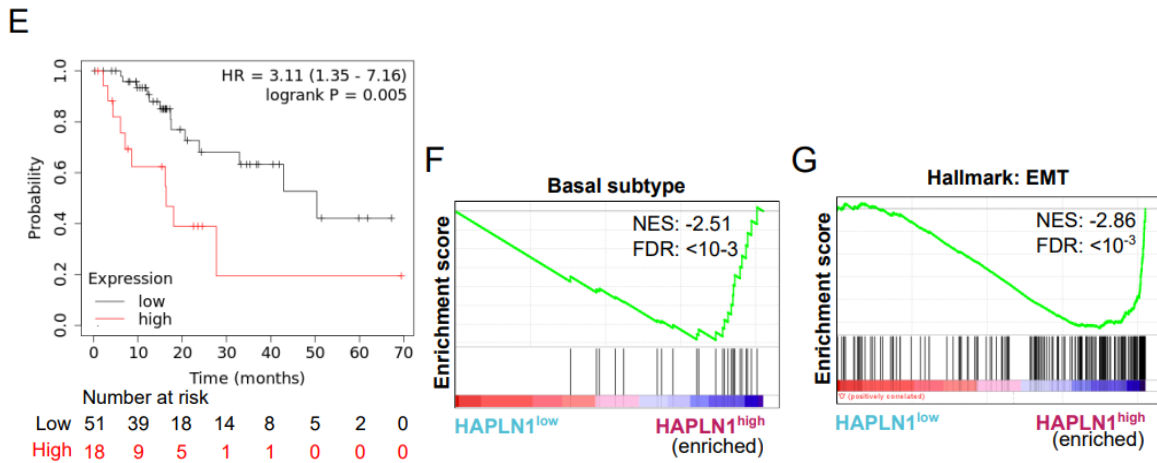 E
HR = 3.11 (1.35 - 7.16)
logrank P = 0.005
Probability
1.0
0.8
0.6
0.4
0.2
0.0
Expression
low
high
0 10 20 30 40 50 60 70
Time (months)
Number at risk
Low 51 39 18 14 8 5 2 0
High 18 9 5 1 1 0 0 0
F
Basal subtype
NES: -2.51
FDR: <10-3
Enrichment score
HAPLN1low
HAPLN1high
(enriched)
G
Hallmark: EMT
NES: -2.86
FDR: <10-3
Enrichment score
(positively correlated)
HAPLN1low
HAPLN1high
(enriched)